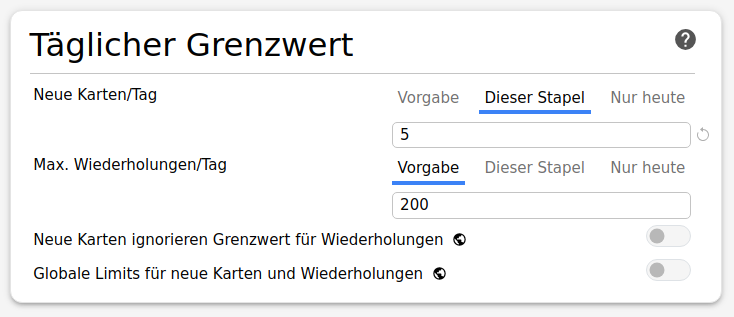 Täglicher Grenzwert
Neue Karten/Tag
Vorgabe Dieser Stapel Nur heute
5
Max. Wiederholungen/Tag
Vorgabe Dieser Stapel Nur heute
200
Neue Karten ignorieren Grenzwert für Wiederholungen
Globale Limits für neue Karten und Wiederholungen